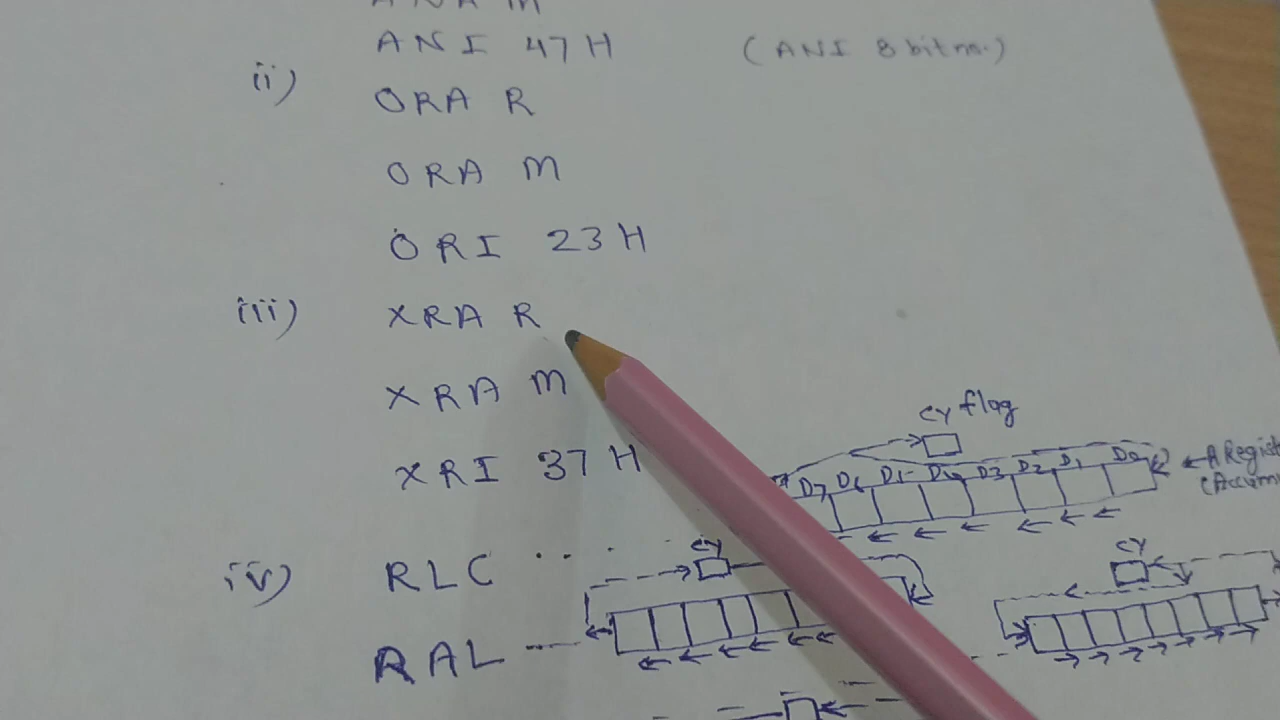 ANA M
ANI 47H (ANI 8 bit m.)
ii) ORA R
ORA M
ORI 23H
iii) XRA R
XRA M
XRI 37H
CY flag
D7 D6 D5 D4 D3 D2 D1 D0
A Regist
(Accum
iv) RLC ...
CY
CY
RAL ...